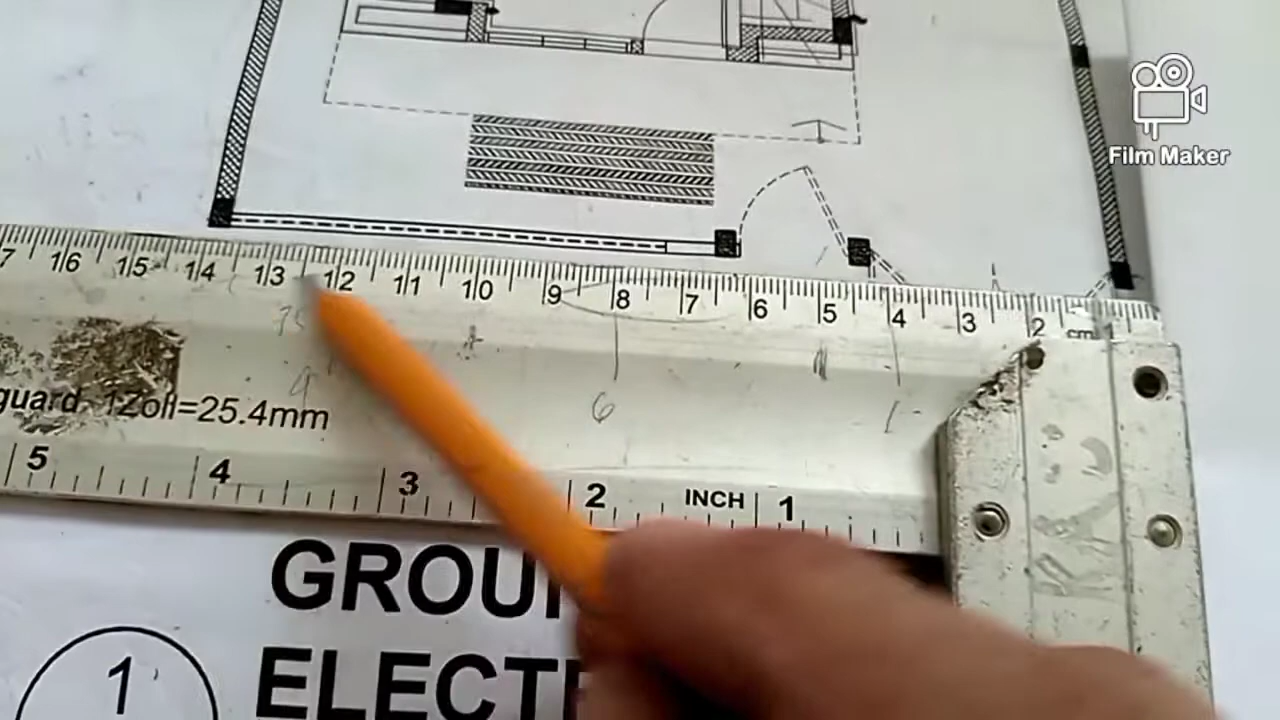 Film Maker
7 16 15 14 13 12 11 10 9 8 7 6 5 4 3 2 cm
6
guard 1Zoll=25.4mm
5 4 3 2 INCH 1
GROU
1
ELECT